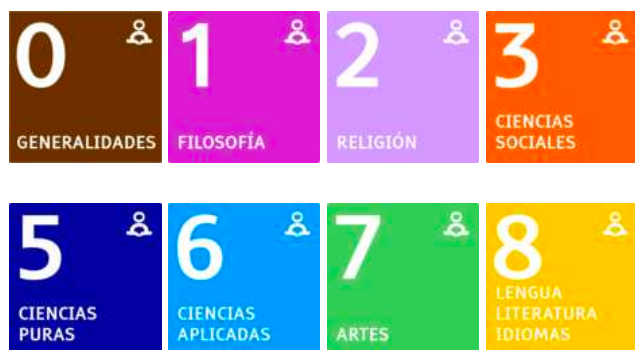 0
GENERALIDADES
1
FILOSOFÍA
2
RELIGIÓN
3
CIENCIAS
SOCIALES
5
CIENCIAS
PURAS
6
CIENCIAS
APLICADAS
7
ARTES
8
LENGUA
LITERATURA
IDIOMAS